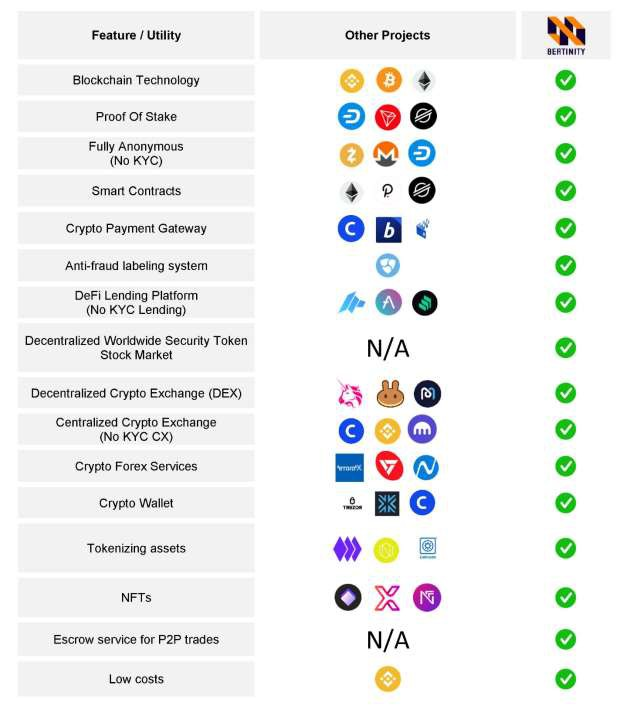 Feature / Utility
Other Projects
BERTINITY
Blockchain Technology
Proof Of Stake
Fully Anonymous
(No KYC)
Smart Contracts
Crypto Payment Gateway
Anti-fraud labeling system
DeFi Lending Platform
(No KYC Lending)
Decentralized Worldwide Security Token
Stock Market
N/A
Decentralized Crypto Exchange (DEX)
Centralized Crypto Exchange
(No KYC CX)
Crypto Forex Services
Crypto Wallet
TREZOR
Tokenizing assets
NFTs
Escrow service for P2P trades
N/A
Low costs